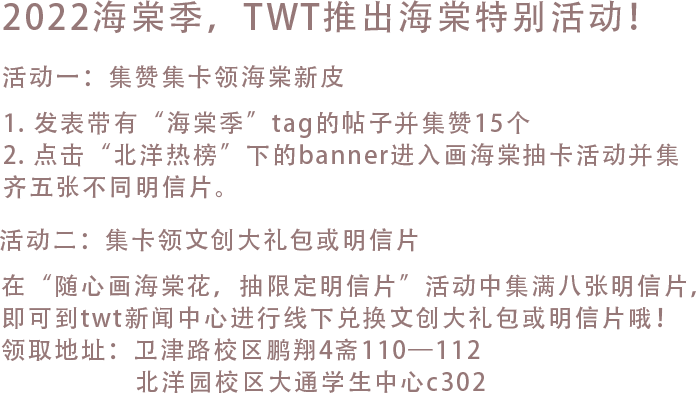 2022海棠季，TWT推出海棠特别活动！
活动一：集赞集卡领海棠新皮
1. 发表带有“海棠季”tag的帖子并集赞15个
2. 点击“北洋热榜”下的banner进入画海棠抽卡活动并集
齐五张不同明信片。
活动二：集卡领文创大礼包或明信片
在“随心画海棠花，抽限定明信片”活动中集满八张明信片，
即可到twt新闻中心进行线下兑换文创大礼包或明信片哦！
领取地址：卫津路校区鹏翔4斋110—112
北洋园校区大通学生中心c302